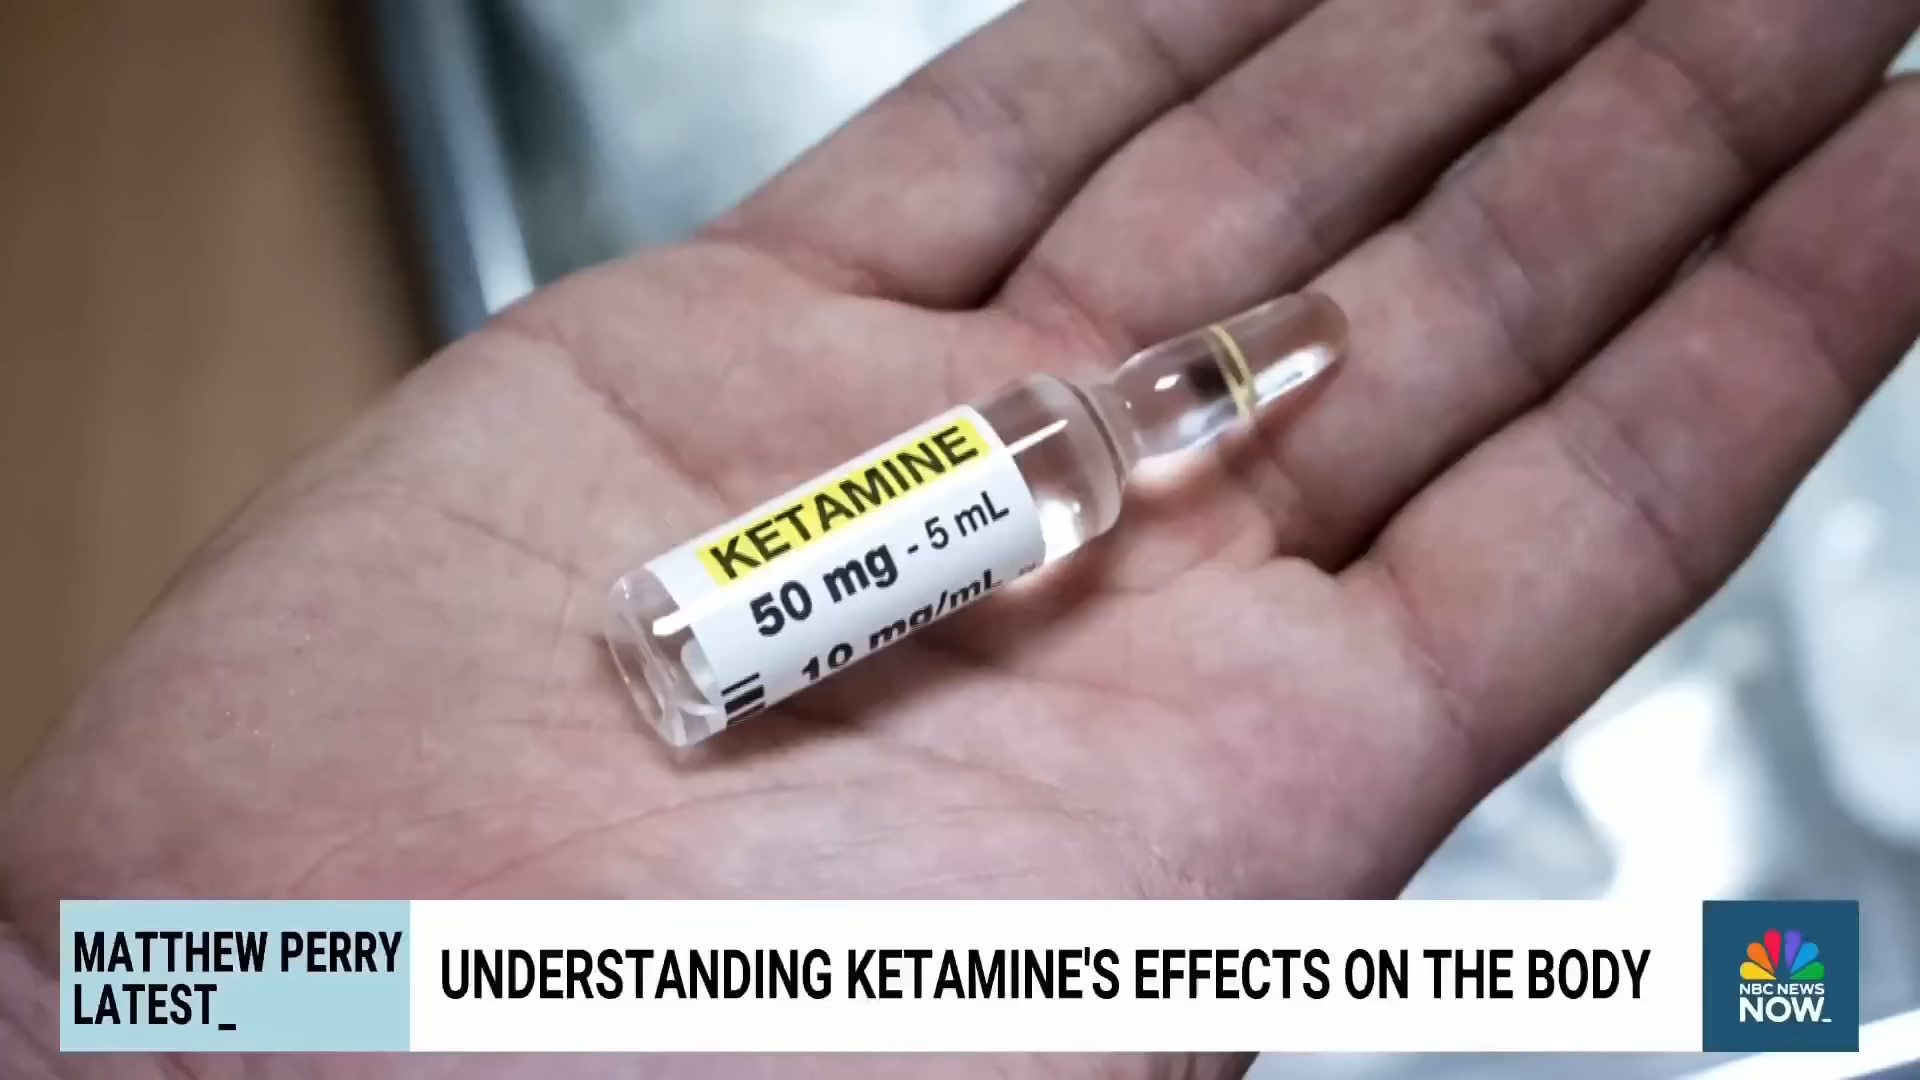 KETAMINE
50 mg - 5 mL
10 mg/mL
MATTHEW PERRY
LATEST_
UNDERSTANDING KETAMINE'S EFFECTS ON THE BODY
NBC NEWS
NOW_